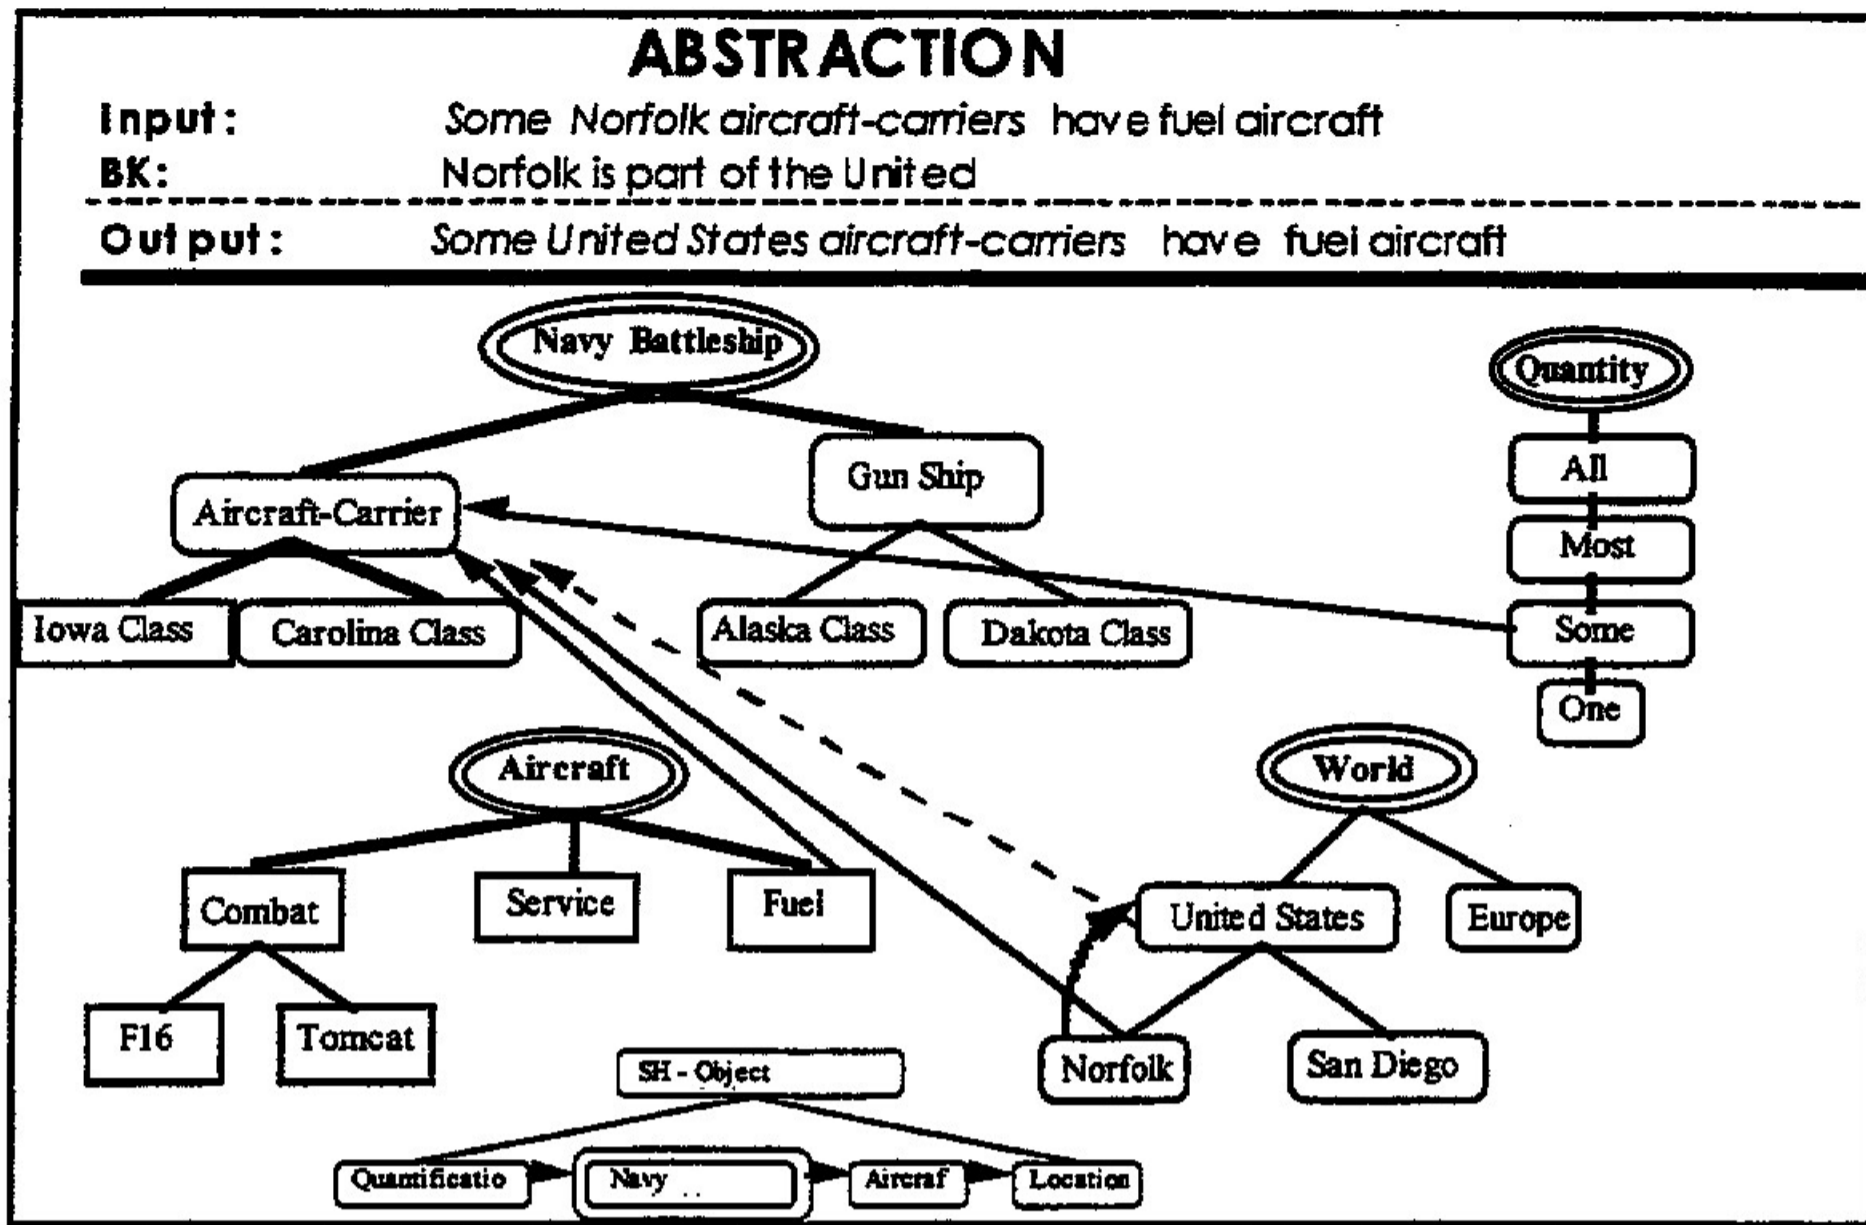 ABSTRACTION
Input: Some Norfolk aircraft-carriers have fuel aircraft
BK: Norfolk is part of the United
Output: Some United States aircraft-carriers have fuel aircraft
Navy Battleship
Quantity
Gun Ship
All
Aircraft-Carrier
Most
Iowa Class
Carolina Class
Alaska Class
Dakota Class
Some
One
Aircraft
World
Combat
Service
Fuel
United States
Europe
F16
Tomcat
Norfolk
San Diego
SH - Object
Quantificatio
Navy
Aircraf
Location